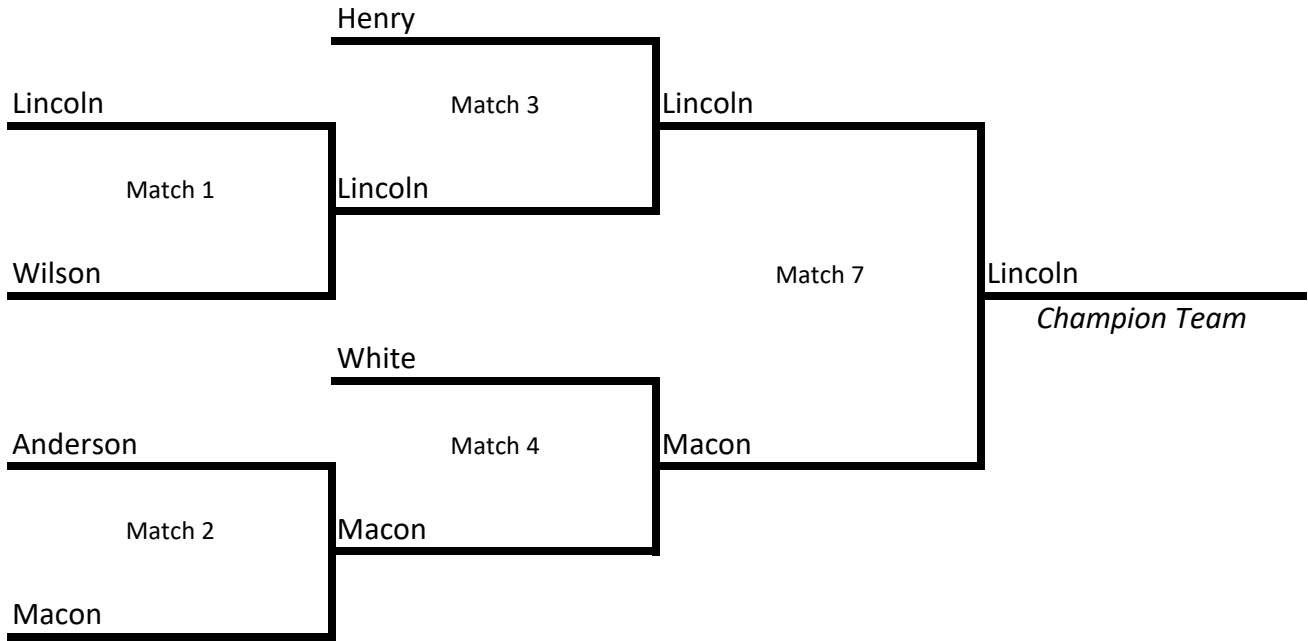 Henry
Lincoln
Match 3
Lincoln
Match 1
Lincoln
Wilson
Match 7
Lincoln
Champion Team
White
Anderson
Match 4
Macon
Match 2
Macon
Macon